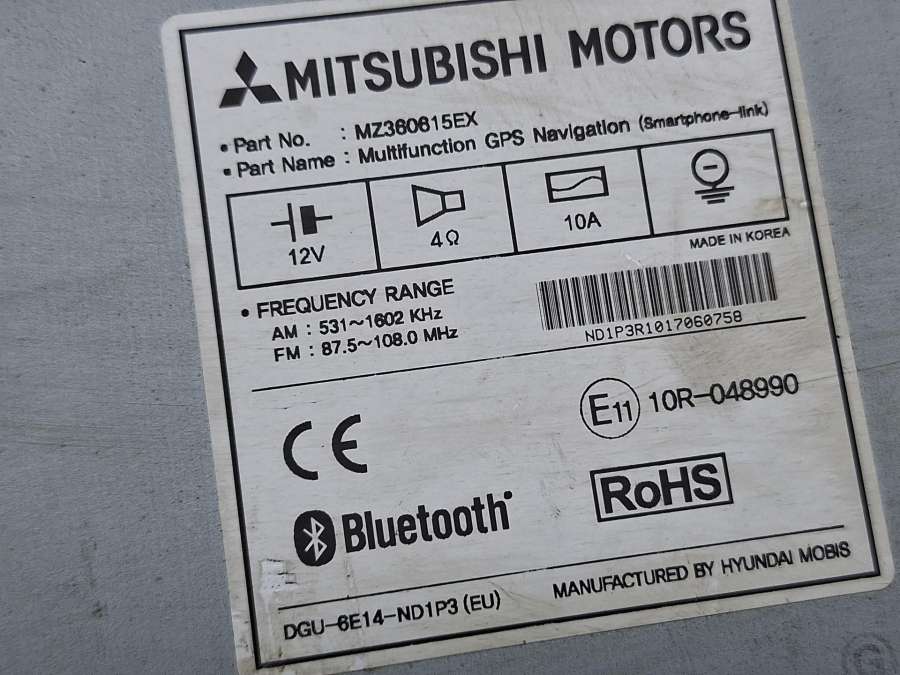 MITSUBISHI MOTORS
• Part No. : MZ360615EX
• Part Name : Multifunction GPS Navigation (Smartphone-link)
12V
4Ω
10A
MADE IN KOREA
• FREQUENCY RANGE
AM : 531~1602 KHz
FM : 87.5~108.0 MHz
ND1P3R1017060758
CE
E11 10R-048990
Bluetooth
RoHS
DGU-6E14-ND1P3 (EU)
MANUFACTURED BY HYUNDAI MOBIS